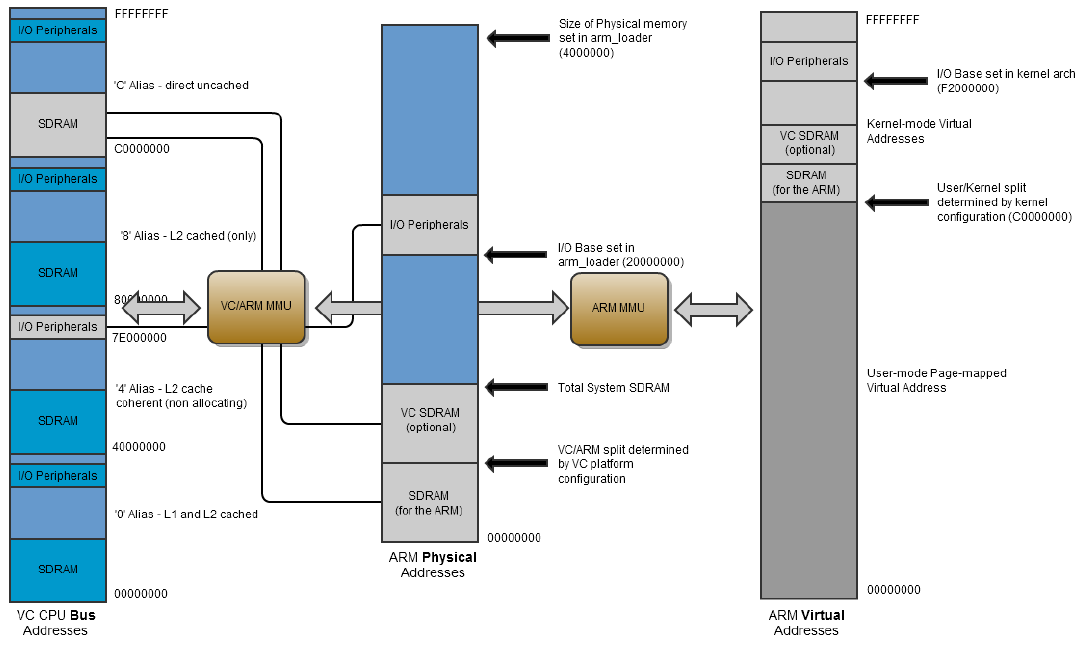 FFFFFFFF
I/O Peripherals
'C' Alias - direct uncached
SDRAM
C0000000
I/O Peripherals
'8' Alias - L2 cached (only)
SDRAM
80000000
I/O Peripherals
7E000000
'4' Alias - L2 cache
coherent (non allocating)
SDRAM
40000000
I/O Peripherals
'0' Alias - L1 and L2 cached
SDRAM
00000000
VC CPU Bus
Addresses
VC/ARM MMU
Size of Physical memory
set in arm_loader
(4000000)
I/O Peripherals
I/O Base set in
arm_loader (20000000)
Total System SDRAM
VC SDRAM
(optional)
VC/ARM split determined
by VC platform
configuration
SDRAM
(for the ARM)
00000000
ARM Physical
Addresses
ARM MMU
FFFFFFFF
I/O Peripherals
I/O Base set in kernel arch
(F2000000)
Kernel-mode Virtual
Addresses
VC SDRAM
(optional)
SDRAM
(for the ARM)
User/Kernel split
determined by kernel
configuration (C0000000)
User-mode Page-mapped
Virtual Address
00000000
ARM Virtual
Addresses